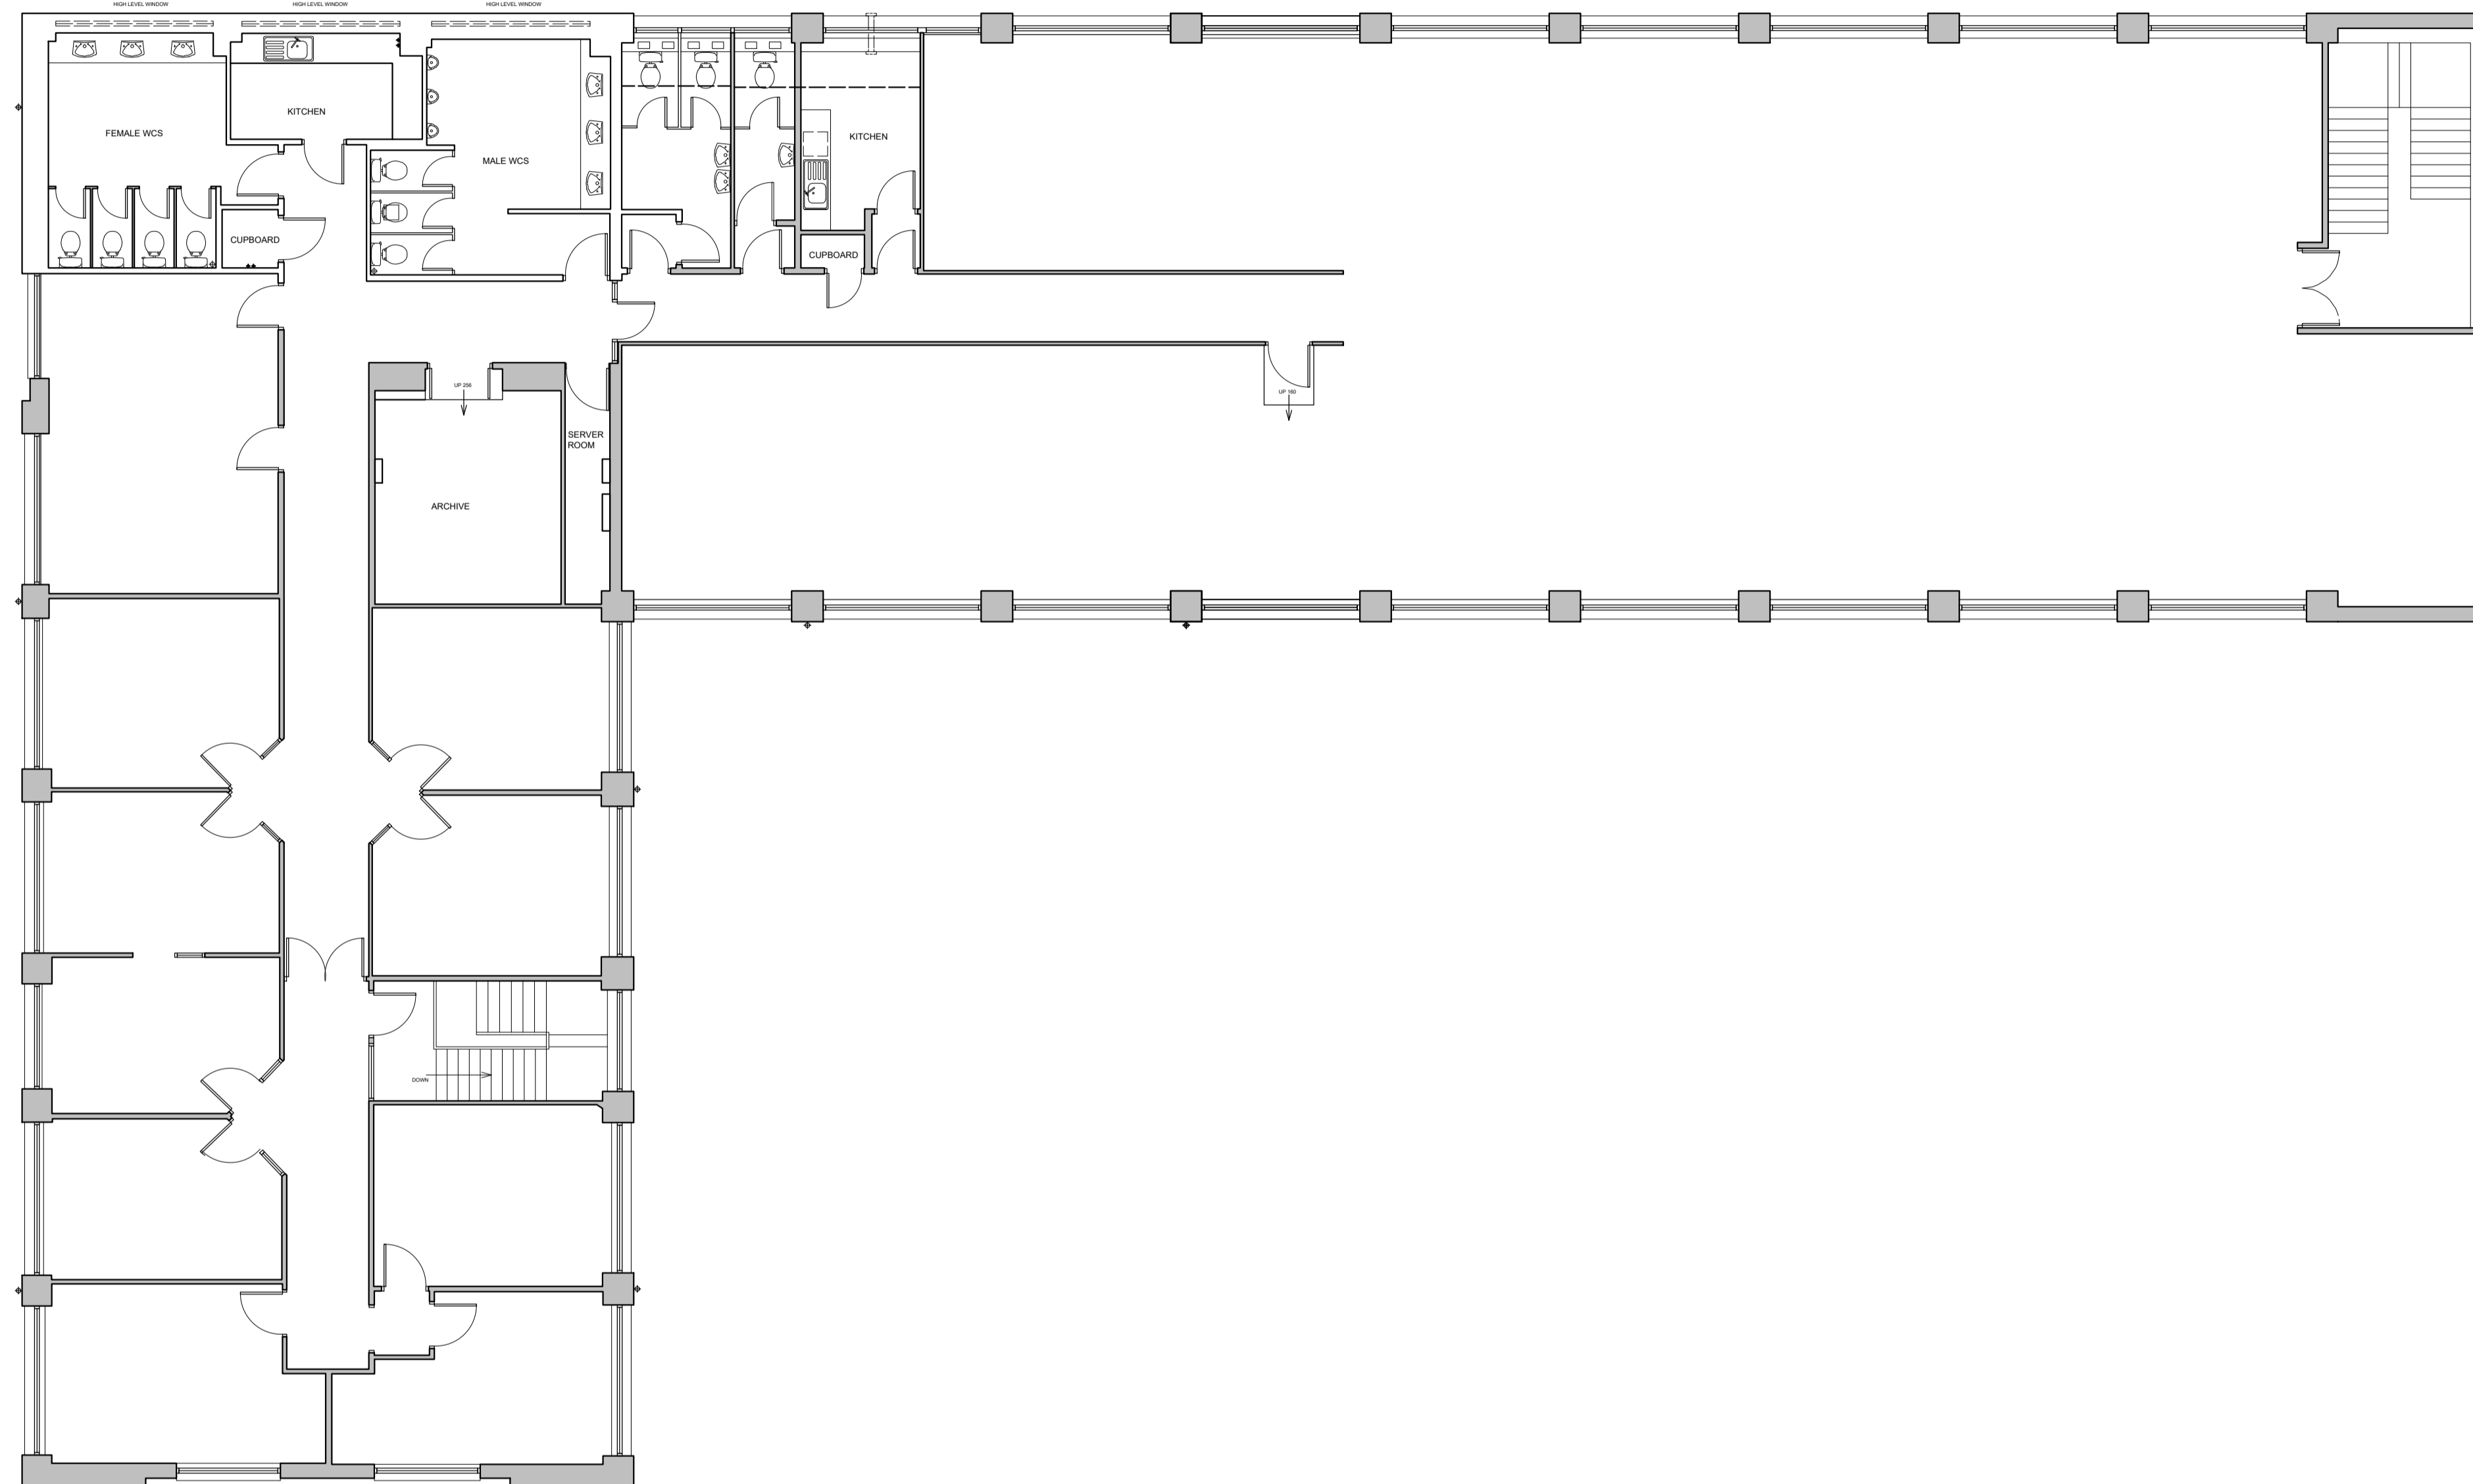 HIGH LEVEL WINDOW
HIGH LEVEL WINDOW
HIGH LEVEL WINDOW
KITCHEN
FEMALE WCS
MALE WCS
KITCHEN
CUPBOARD
CUPBOARD
UP 256
UP 160
SERVER
ROOM
ARCHIVE
DOWN